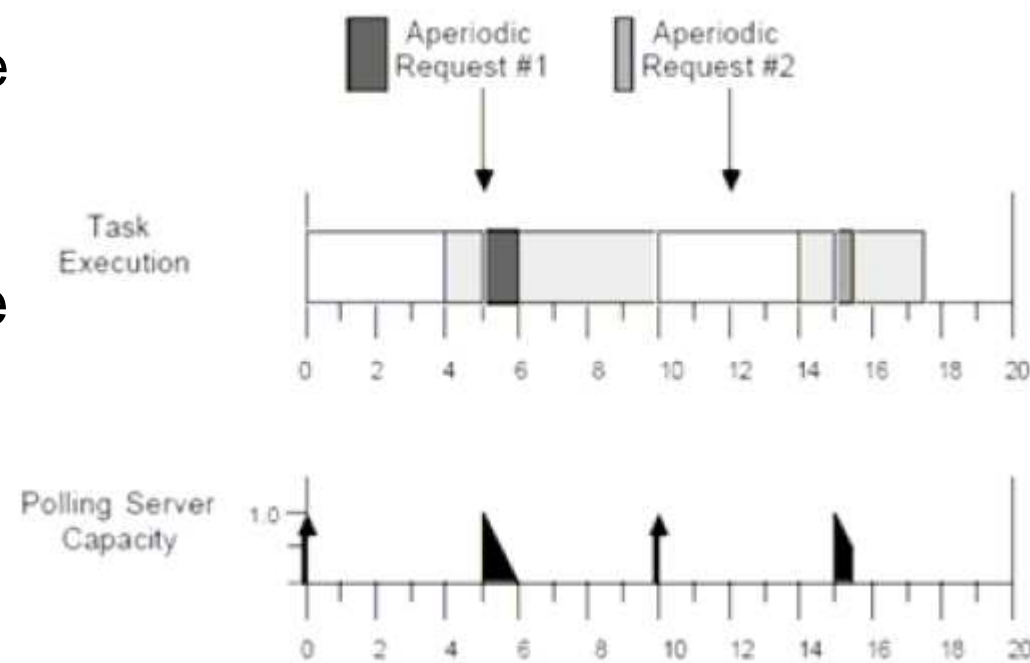 Aperiodic
Request #1
Aperiodic
Request #2
e
Task
Execution
e
0 2 4 6 8 10 12 14 16 18 20
Polling Server
Capacity
1.0
0 2 4 6 8 10 12 14 16 18 20